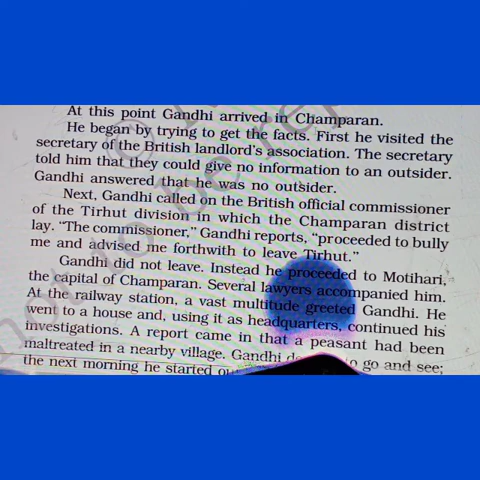 At this point Gandhi arrived in Champaran.
He began by trying to get the facts. First he visited the
secretary of the British landlord's association. The secretary
told him that they could give no information to an outsider.
Gandhi answered that he was no outsider.
Next, Gandhi called on the British official commissioner
of the Tirhut division in which the Champaran district
lay. “The commissioner,” Gandhi reports, “proceeded to bully
me and advised me forthwith to leave Tirhut.”
Gandhi did not leave. Instead he proceeded to Motihari,
the capital of Champaran. Several lawyers accompanied him.
At the railway station, a vast multitude greeted Gandhi. He
went to a house and, using it as headquarters, continued his
investigations. A report came in that a peasant had been
maltreated in a nearby village. Gandhi go and see;
the next morning he started
not to be re